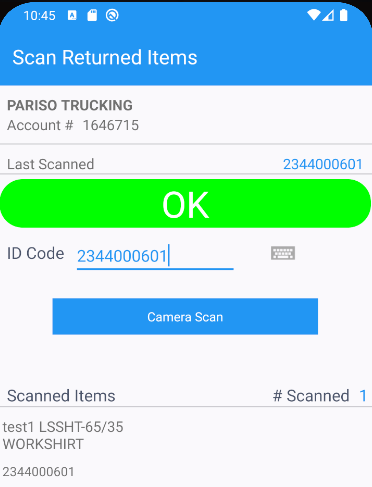 10:45
Scan Returned Items
PARISO TRUCKING
Account # 1646715
Last Scanned 2344000601
OK
ID Code 2344000601
Camera Scan
Scanned Items # Scanned 1
test1 LSSHT-65/35
WORKSHIRT
2344000601